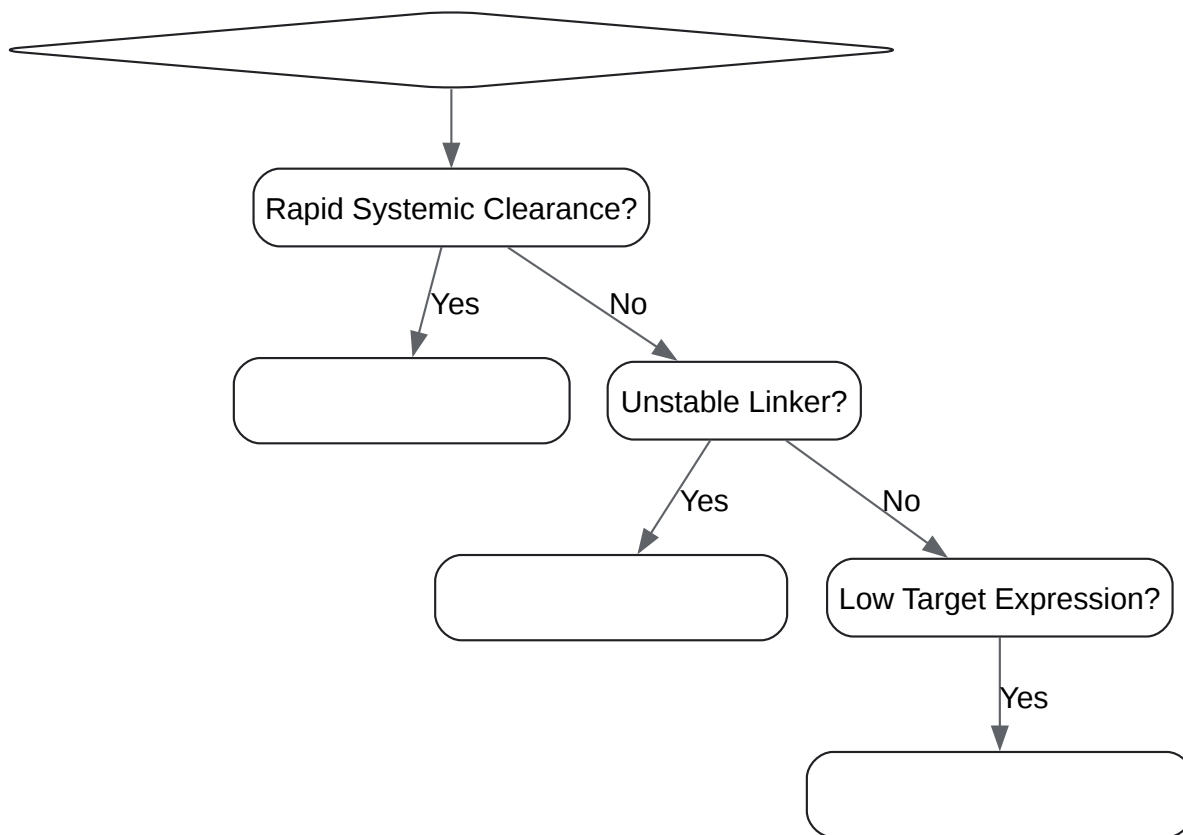 Rapid Systemic Clearance?
Yes
No
Unstable Linker?
Yes
No
Low Target Expression?
Yes